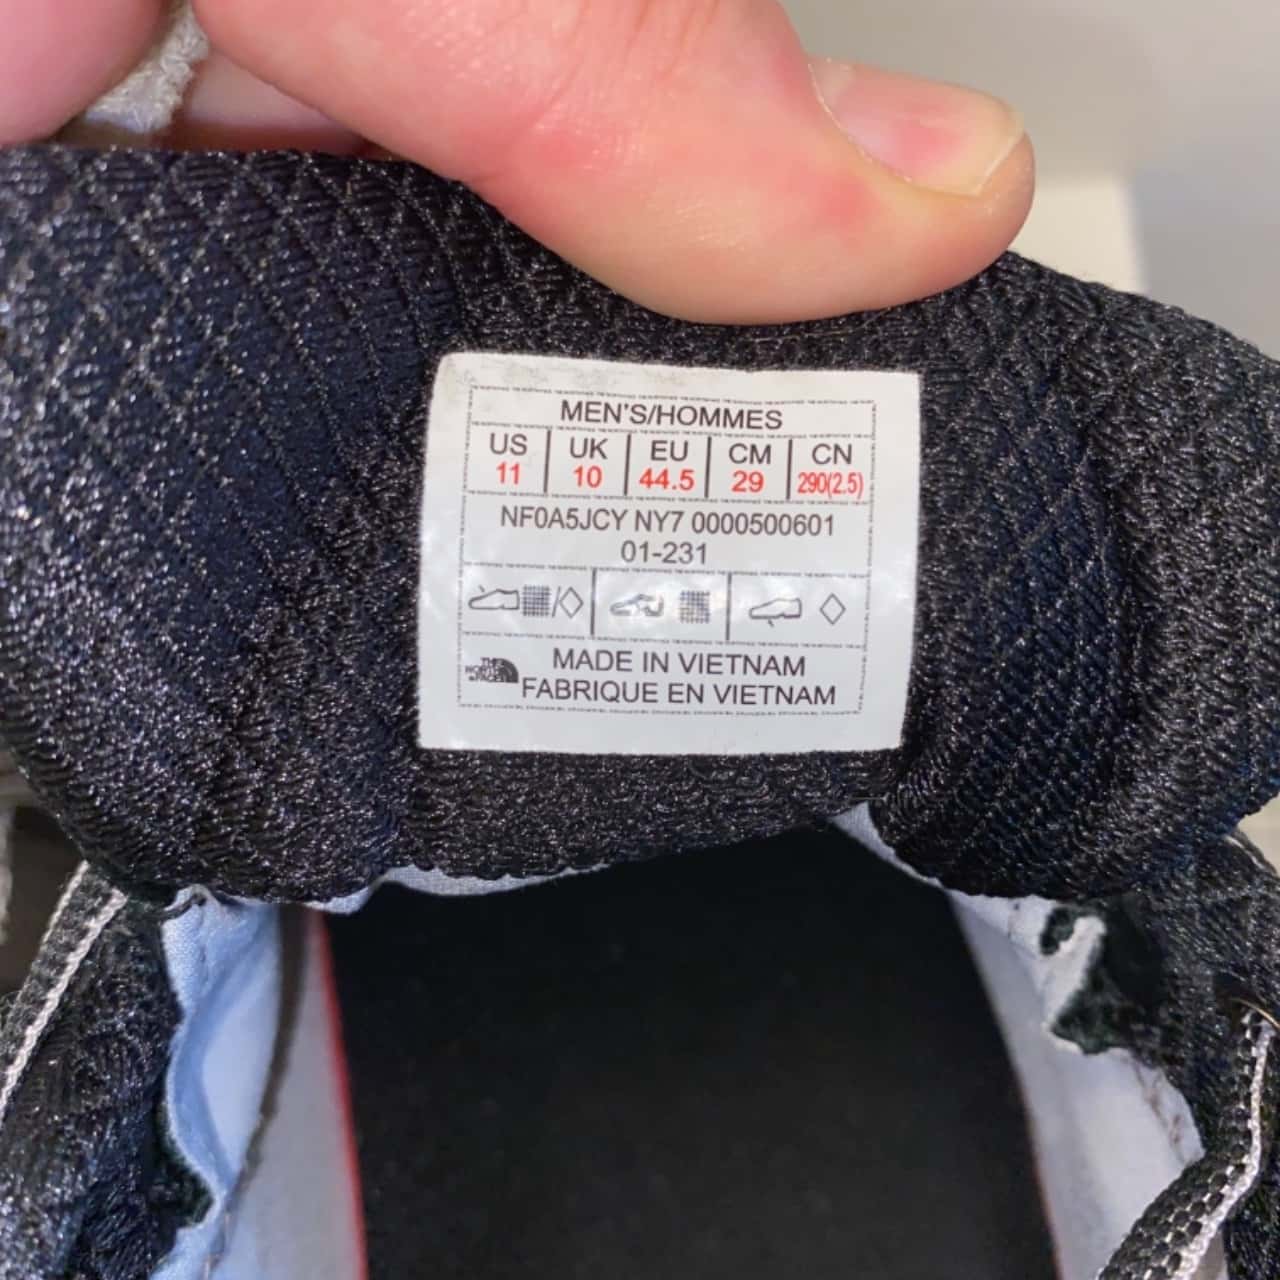 MEN'S/HOMMES
US UK EU CM CN
11 10 44.5 29 290(2.5)
NF0A5JCY NY7 0000500601
01-231
THE NORTH FACE
MADE IN VIETNAM
FABRIQUE EN VIETNAM